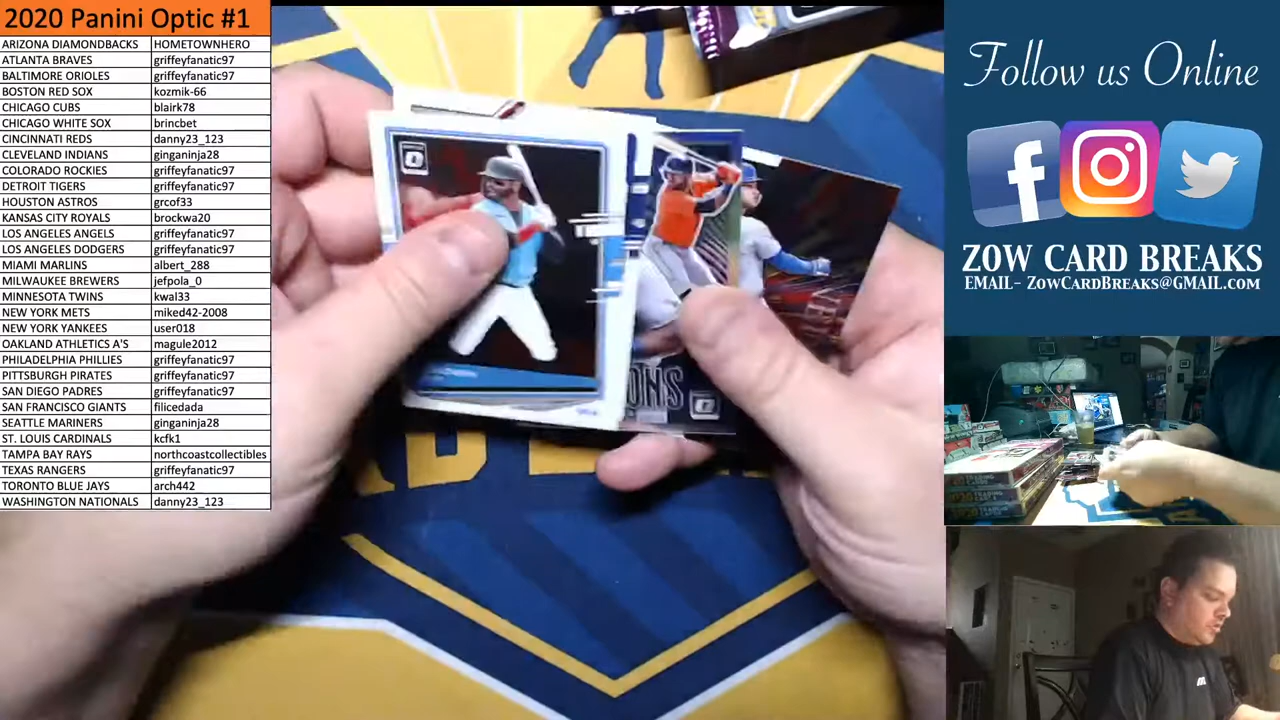 2020 Panini Optic #1
ARIZONA DIAMONDBACKS HOMETOWNHERO
ATLANTA BRAVES griffeyfanatic97
BALTIMORE ORIOLES griffeyfanatic97
BOSTON RED SOX kozmik-66
CHICAGO CUBS blairk78
CHICAGO WHITE SOX brincbet
CINCINNATI REDS danny23_123
CLEVELAND INDIANS ginganinja28
COLORADO ROCKIES griffeyfanatic97
DETROIT TIGERS griffeyfanatic97
HOUSTON ASTROS grcof33
KANSAS CITY ROYALS brockwa20
LOS ANGELES ANGELS griffeyfanatic97
LOS ANGELES DODGERS griffeyfanatic97
MIAMI MARLINS albert_288
MILWAUKEE BREWERS jefpola_0
MINNESOTA TWINS kwal33
NEW YORK METS miked42-2008
NEW YORK YANKEES user018
OAKLAND ATHLETICS A'S magule2012
PHILADELPHIA PHILLIES griffeyfanatic97
PITTSBURGH PIRATES griffeyfanatic97
SAN DIEGO PADRES griffeyfanatic97
SAN FRANCISCO GIANTS filicedada
SEATTLE MARINERS ginganinja28
ST. LOUIS CARDINALS kcfk1
TAMPA BAY RAYS northcoastcollectibles
TEXAS RANGERS griffeyfanatic97
TORONTO BLUE JAYS arch442
WASHINGTON NATIONALS danny23_123
Follow us Online
ZOW CARD BREAKS
EMAIL- ZowCardBreaks@GMAIL.com